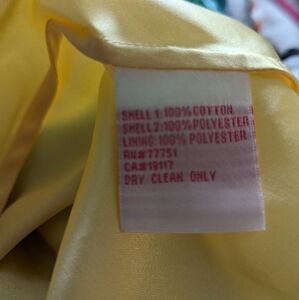 SHELL 1:100% COTTON
SHELL 2:100% POLYESTER
LINING:100% POLYESTER
RN#77751
CA#19117
DRY CLEAN ONLY